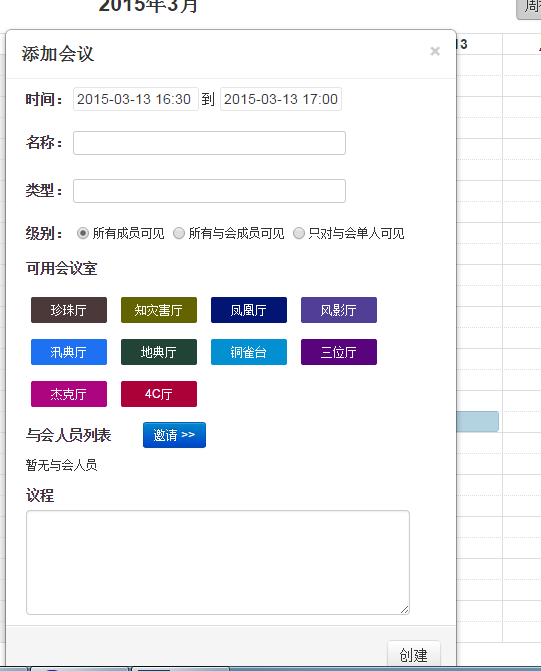 2015年3月
添加会议 ×
时间： 2015-03-13 16:30 到 2015-03-13 17:00
名称：
类型：
级别： 所有成员可见 所有与会成员可见 只对与会单人可见
可用会议室
珍珠厅 知灾害厅 凤凰厅 风影厅
汛典厅 地典厅 铜雀台 三位厅
杰克厅 4C厅
与会人员列表 邀请 >>
暂无与会人员
议程
创建